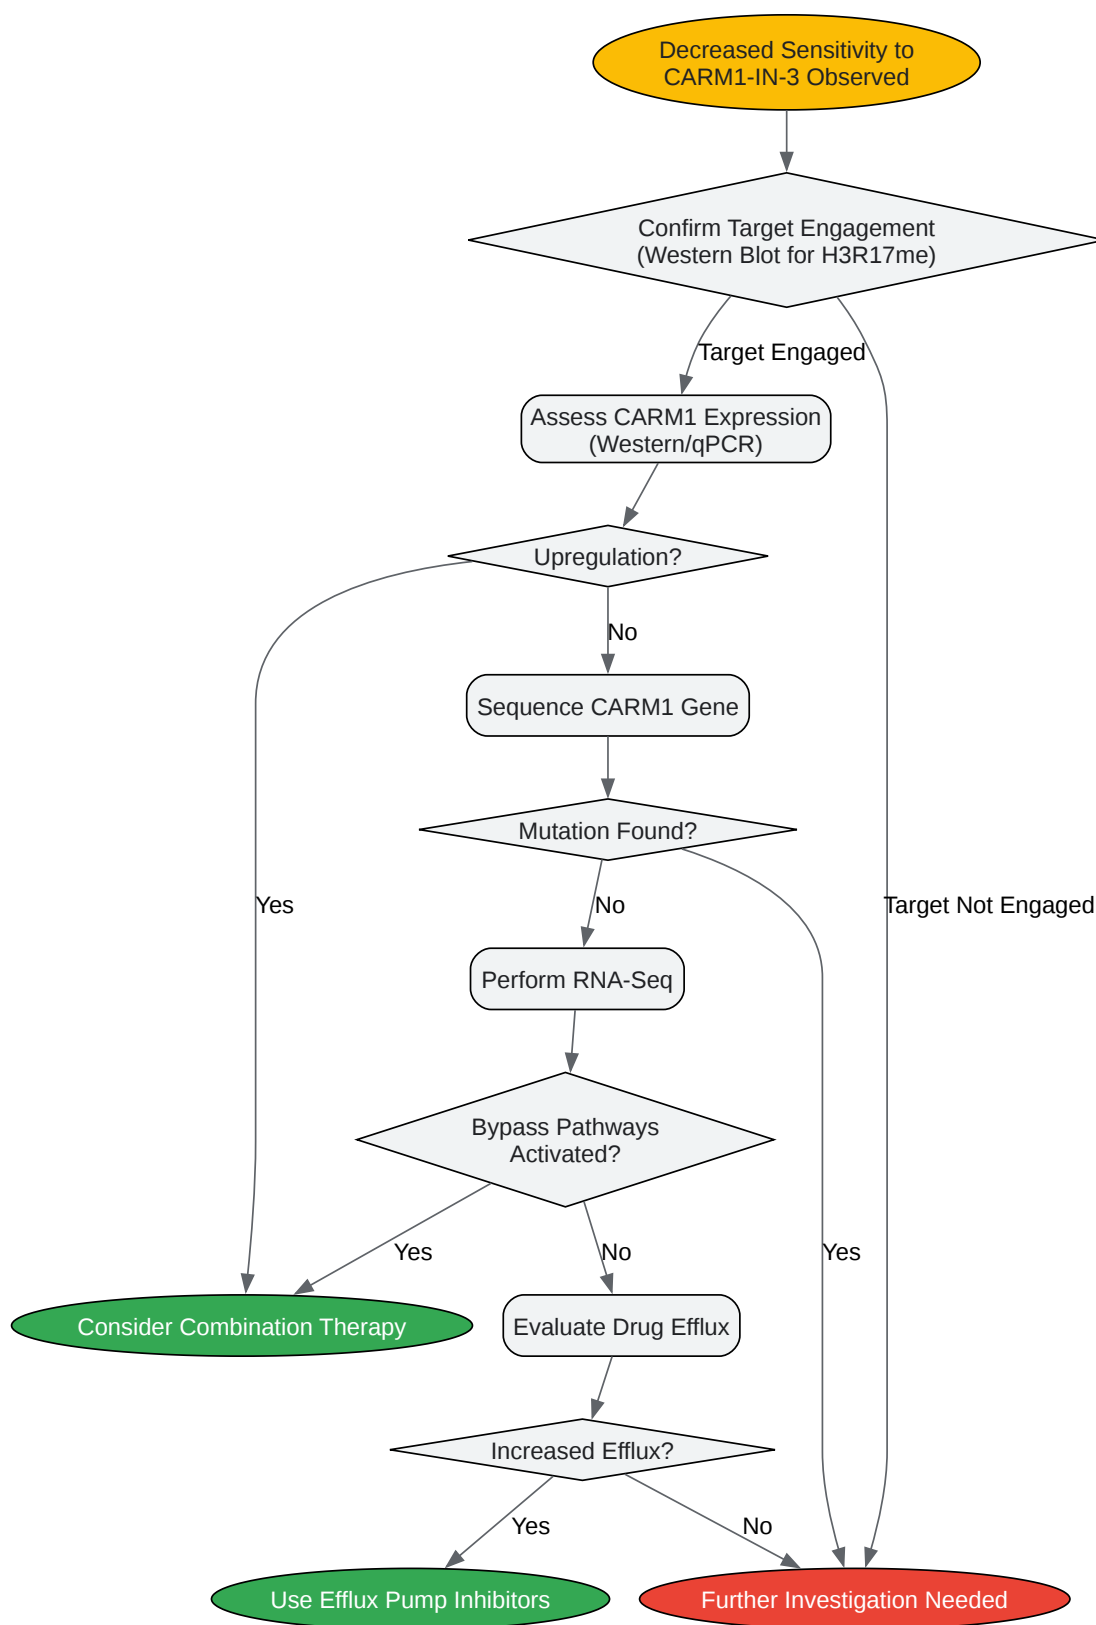 Decreased Sensitivity to
CARM1-IN-3 Observed
Confirm Target Engagement
(Western Blot for H3R17me)
Target Engaged
Assess CARM1 Expression
(Western/qPCR)
Upregulation?
No
Sequence CARM1 Gene
Mutation Found?
Yes
No
Target Not Engaged
Perform RNA-Seq
Bypass Pathways
Activated?
Yes
No
Yes
Consider Combination Therapy
Evaluate Drug Efflux
Increased Efflux?
Yes
No
Use Efflux Pump Inhibitors
Further Investigation Needed